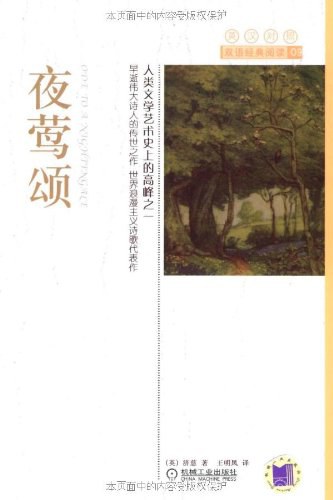 本页面中的内容受版权保护。
英汉对照
双语经典阅读
夜莺颂
ODE TO A NIGHTINGALE
人类文学艺术史上的高峰之一
早逝伟大诗人的传世之作 世界浪漫主义诗歌代表作
(英) 济慈 著 王明凤 译
机械工业出版社
CHINA MACHINE PRESS
本页面中的内容受版权保护。